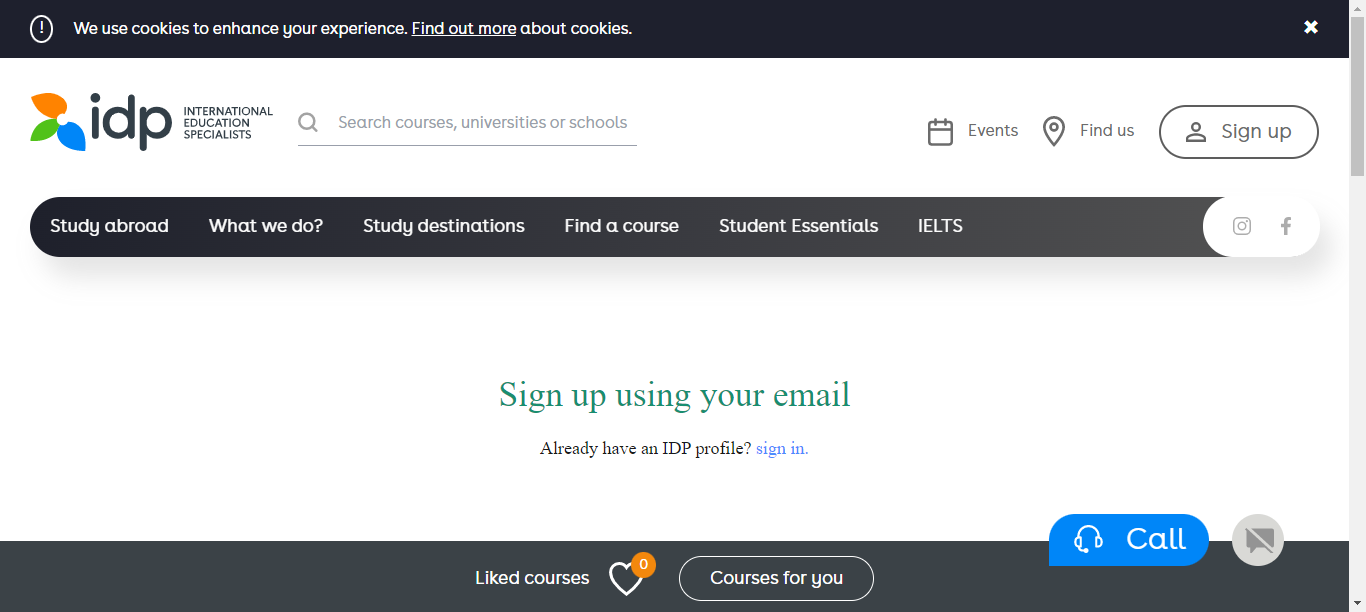 We use cookies to enhance your experience. Find out more about cookies.
idp
INTERNATIONAL
EDUCATION
SPECIALISTS
Search courses, universities or schools
Events
Find us
Sign up
Study abroad
What we do?
Study destinations
Find a course
Student Essentials
IELTS
Sign up using your email
Already have an IDP profile? sign in.
Call
Liked courses
0
Courses for you